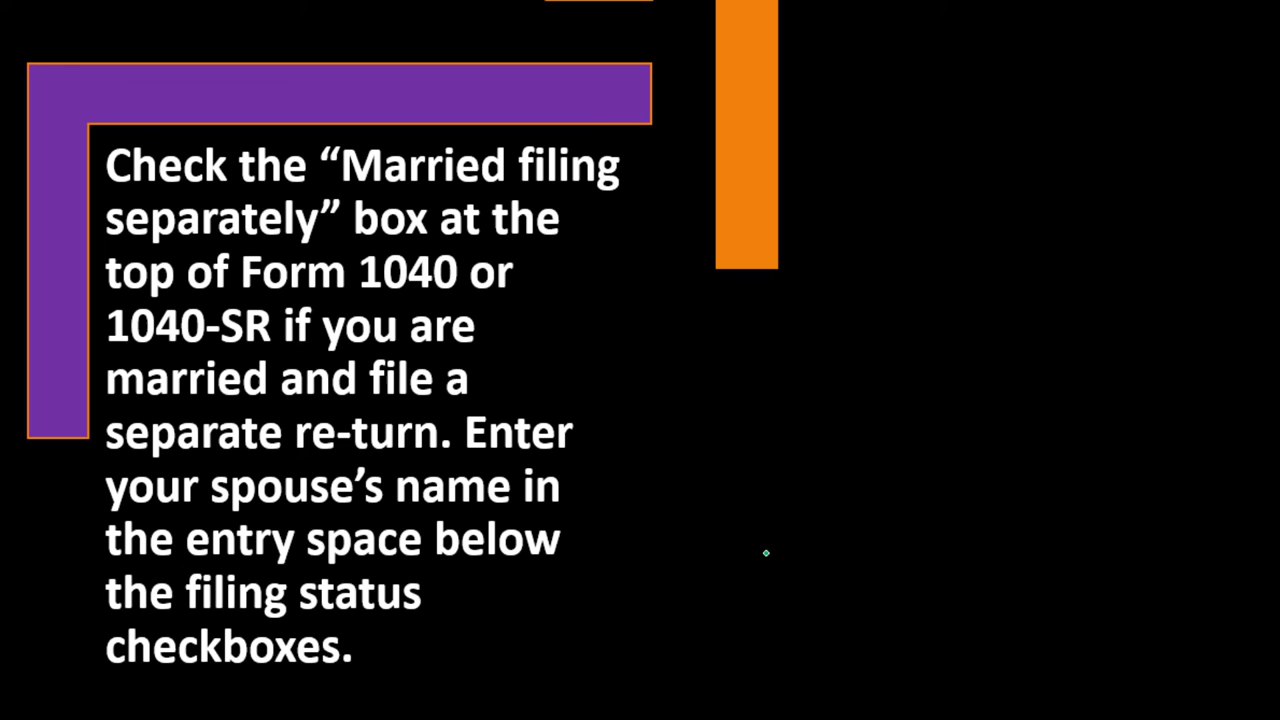 Check the “Married filing
separately” box at the
top of Form 1040 or
1040-SR if you are
married and file a
separate re-turn. Enter
your spouse’s name in
the entry space below
the filing status
checkboxes.